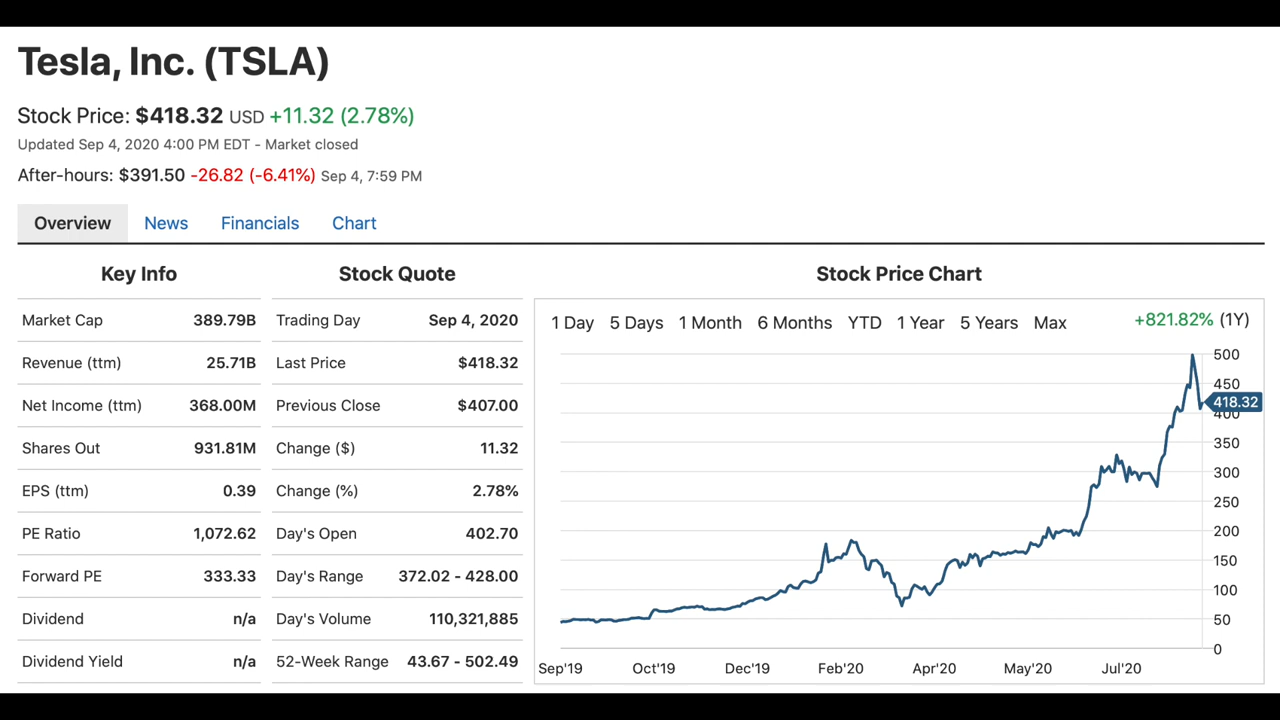 Tesla, Inc. (TSLA)
Stock Price: $418.32 USD +11.32 (2.78%)
Updated Sep 4, 2020 4:00 PM EDT - Market closed
After-hours: $391.50 -26.82 (-6.41%) Sep 4, 7:59 PM
Overview News Financials Chart
Key Info
Market Cap 389.79B
Revenue (ttm) 25.71B
Net Income (ttm) 368.00M
Shares Out 931.81M
EPS (ttm) 0.39
PE Ratio 1,072.62
Forward PE 333.33
Dividend n/a
Dividend Yield n/a
Stock Quote
Trading Day Sep 4, 2020
Last Price $418.32
Previous Close $407.00
Change ($) 11.32
Change (%) 2.78%
Day's Open 402.70
Day's Range 372.02 - 428.00
Day's Volume 110,321,885
52-Week Range 43.67 - 502.49
Stock Price Chart
1 Day 5 Days 1 Month 6 Months YTD 1 Year 5 Years Max +821.82% (1Y)
500
450
418.32
400
350
300
250
200
150
100
50
0
Sep'19 Oct'19 Dec'19 Feb'20 Apr'20 May'20 Jul'20